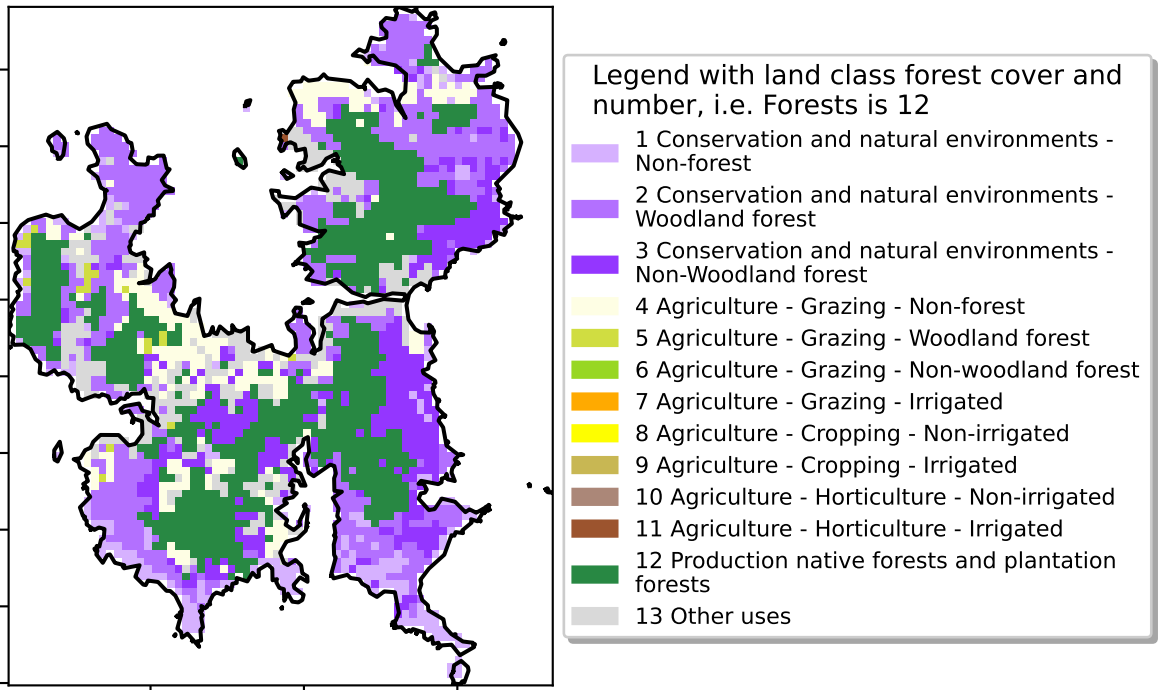 Legend with land class forest cover and
number, i.e. Forests is 12
1 Conservation and natural environments -
Non-forest
2 Conservation and natural environments -
Woodland forest
3 Conservation and natural environments -
Non-Woodland forest
4 Agriculture - Grazing - Non-forest
5 Agriculture - Grazing - Woodland forest
6 Agriculture - Grazing - Non-woodland forest
7 Agriculture - Grazing - Irrigated
8 Agriculture - Cropping - Non-irrigated
9 Agriculture - Cropping - Irrigated
10 Agriculture - Horticulture - Non-irrigated
11 Agriculture - Horticulture - Irrigated
12 Production native forests and plantation
forests
13 Other uses